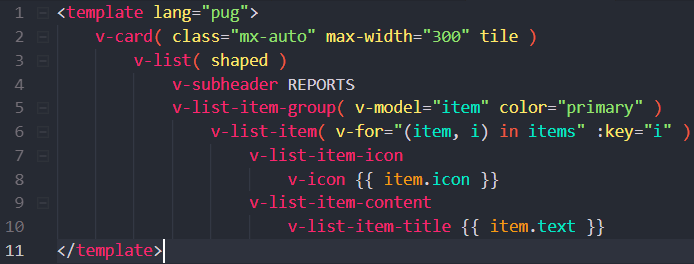 1 <template lang="pug">
2 v-card( class="mx-auto" max-width="300" tile )
3 v-list( shaped )
4 v-subheader REPORTS
5 v-list-item-group( v-model="item" color="primary" )
6 v-list-item( v-for="(item, i) in items" :key="i" )
7 v-list-item-icon
8 v-icon {{ item.icon }}
9 v-list-item-content
10 v-list-item-title {{ item.text }}
11 </template>